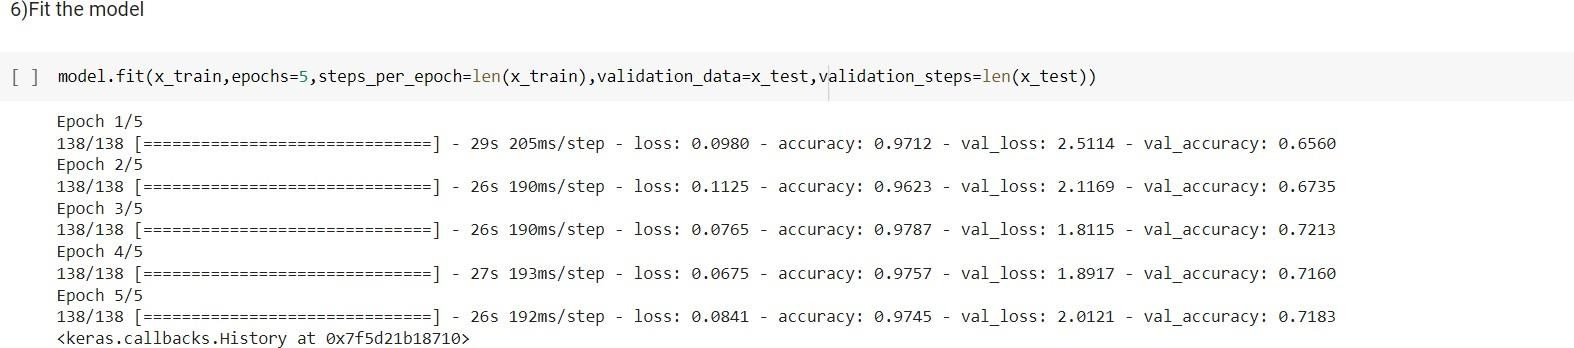 6)Fit the model
[ ] model.fit(x_train,epochs=5,steps_per_epoch=len(x_train),validation_data=x_test,validation_steps=len(x_test))
Epoch 1/5
138/138 [==============================] - 29s 205ms/step - loss: 0.0980 - accuracy: 0.9712 - val_loss: 2.5114 - val_accuracy: 0.6560
Epoch 2/5
138/138 [==============================] - 26s 190ms/step - loss: 0.1125 - accuracy: 0.9623 - val_loss: 2.1169 - val_accuracy: 0.6735
Epoch 3/5
138/138 [==============================] - 26s 190ms/step - loss: 0.0765 - accuracy: 0.9787 - val_loss: 1.8115 - val_accuracy: 0.7213
Epoch 4/5
138/138 [==============================] - 27s 193ms/step - loss: 0.0675 - accuracy: 0.9757 - val_loss: 1.8917 - val_accuracy: 0.7160
Epoch 5/5
138/138 [==============================] - 26s 192ms/step - loss: 0.0841 - accuracy: 0.9745 - val_loss: 2.0121 - val_accuracy: 0.7183
<keras.callbacks.History at 0x7f5d21b18710>